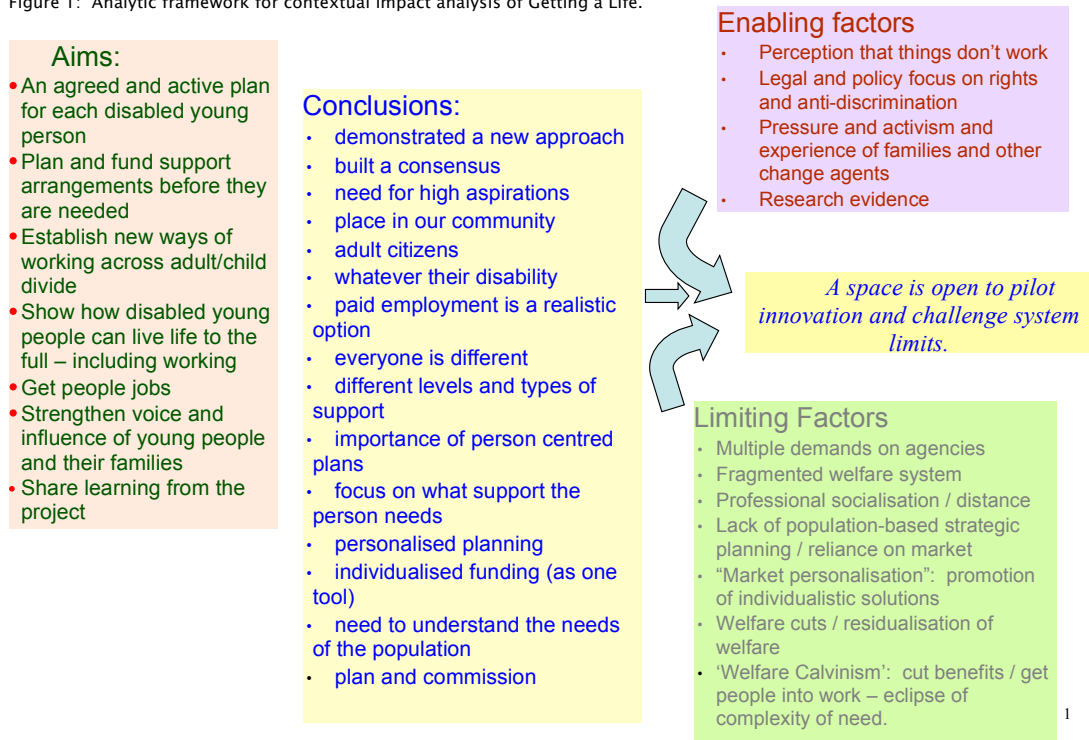 Figure 1: Analytic framework for contextual impact analysis of Getting a Life.
Aims:
• An agreed and active plan
for each disabled young
person
• Plan and fund support
arrangements before they
are needed
• Establish new ways of
working across adult/child
divide
• Show how disabled young
people can live life to the
full – including working
• Get people jobs
• Strengthen voice and
influence of young people
and their families
• Share learning from the
project
Conclusions:
• demonstrated a new approach
• built a consensus
• need for high aspirations
• place in our community
• adult citizens
• whatever their disability
• paid employment is a realistic
option
• everyone is different
• different levels and types of
support
• importance of person centred
plans
• focus on what support the
person needs
• personalised planning
• individualised funding (as one
tool)
• need to understand the needs
of the population
• plan and commission
Enabling factors
• Perception that things don't work
• Legal and policy focus on rights
and anti-discrimination
• Pressure and activism and
experience of families and other
change agents
• Research evidence
A space is open to pilot
innovation and challenge system
limits.
Limiting Factors
• Multiple demands on agencies
• Fragmented welfare system
• Professional socialisation / distance
• Lack of population-based strategic
planning / reliance on market
• “Market personalisation”: promotion
of individualistic solutions
• Welfare cuts / residualisation of
welfare
• ‘Welfare Calvinism’: cut benefits / get
people into work – eclipse of
complexity of need.
1